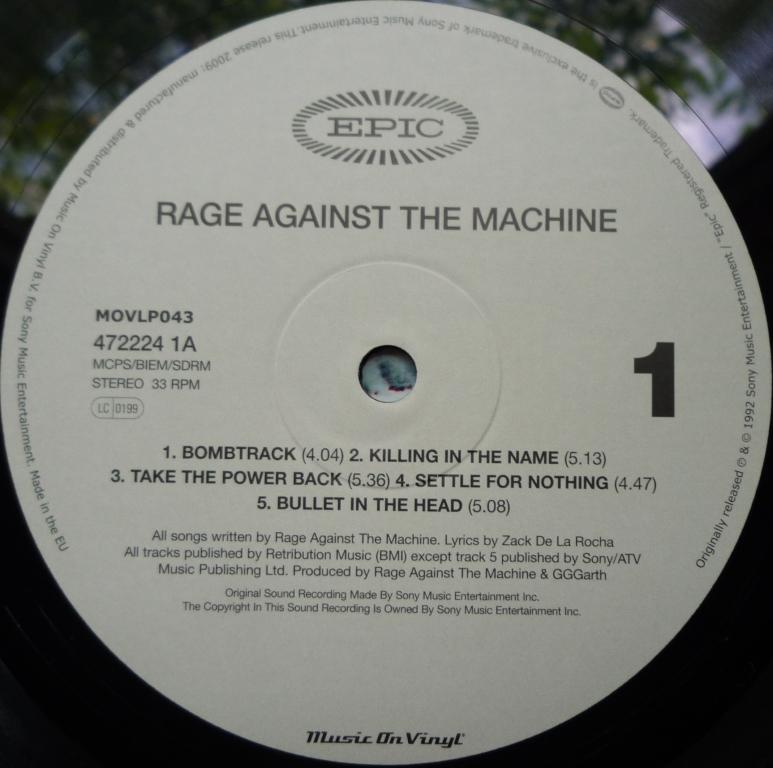 EPIC
RAGE AGAINST THE MACHINE
MOVLP043
472224 1A
MCPS/BIEM/SDRM
STEREO 33 RPM
LC 0199
1
1. BOMBTRACK (4.04) 2. KILLING IN THE NAME (5.13)
3. TAKE THE POWER BACK (5.36) 4. SETTLE FOR NOTHING (4.47)
5. BULLET IN THE HEAD (5.08)
All songs written by Rage Against The Machine. Lyrics by Zack De La Rocha
All tracks published by Retribution Music (BMI) except track 5 published by Sony/ATV
Music Publishing Ltd. Produced by Rage Against The Machine & GGGarth
Original Sound Recording Made By Sony Music Entertainment Inc.
The Copyright In This Sound Recording Is Owned By Sony Music Entertainment Inc.
Music On Vinyl
Originally released ℗ & © 1992 Sony Music Entertainment / "Epic" Registered Trademark. EPIC is the exclusive trademark of Sony Music Entertainment. This release 2009: manufactured & distributed by Music On Vinyl B.V. for Sony Music Entertainment. Made in the EU